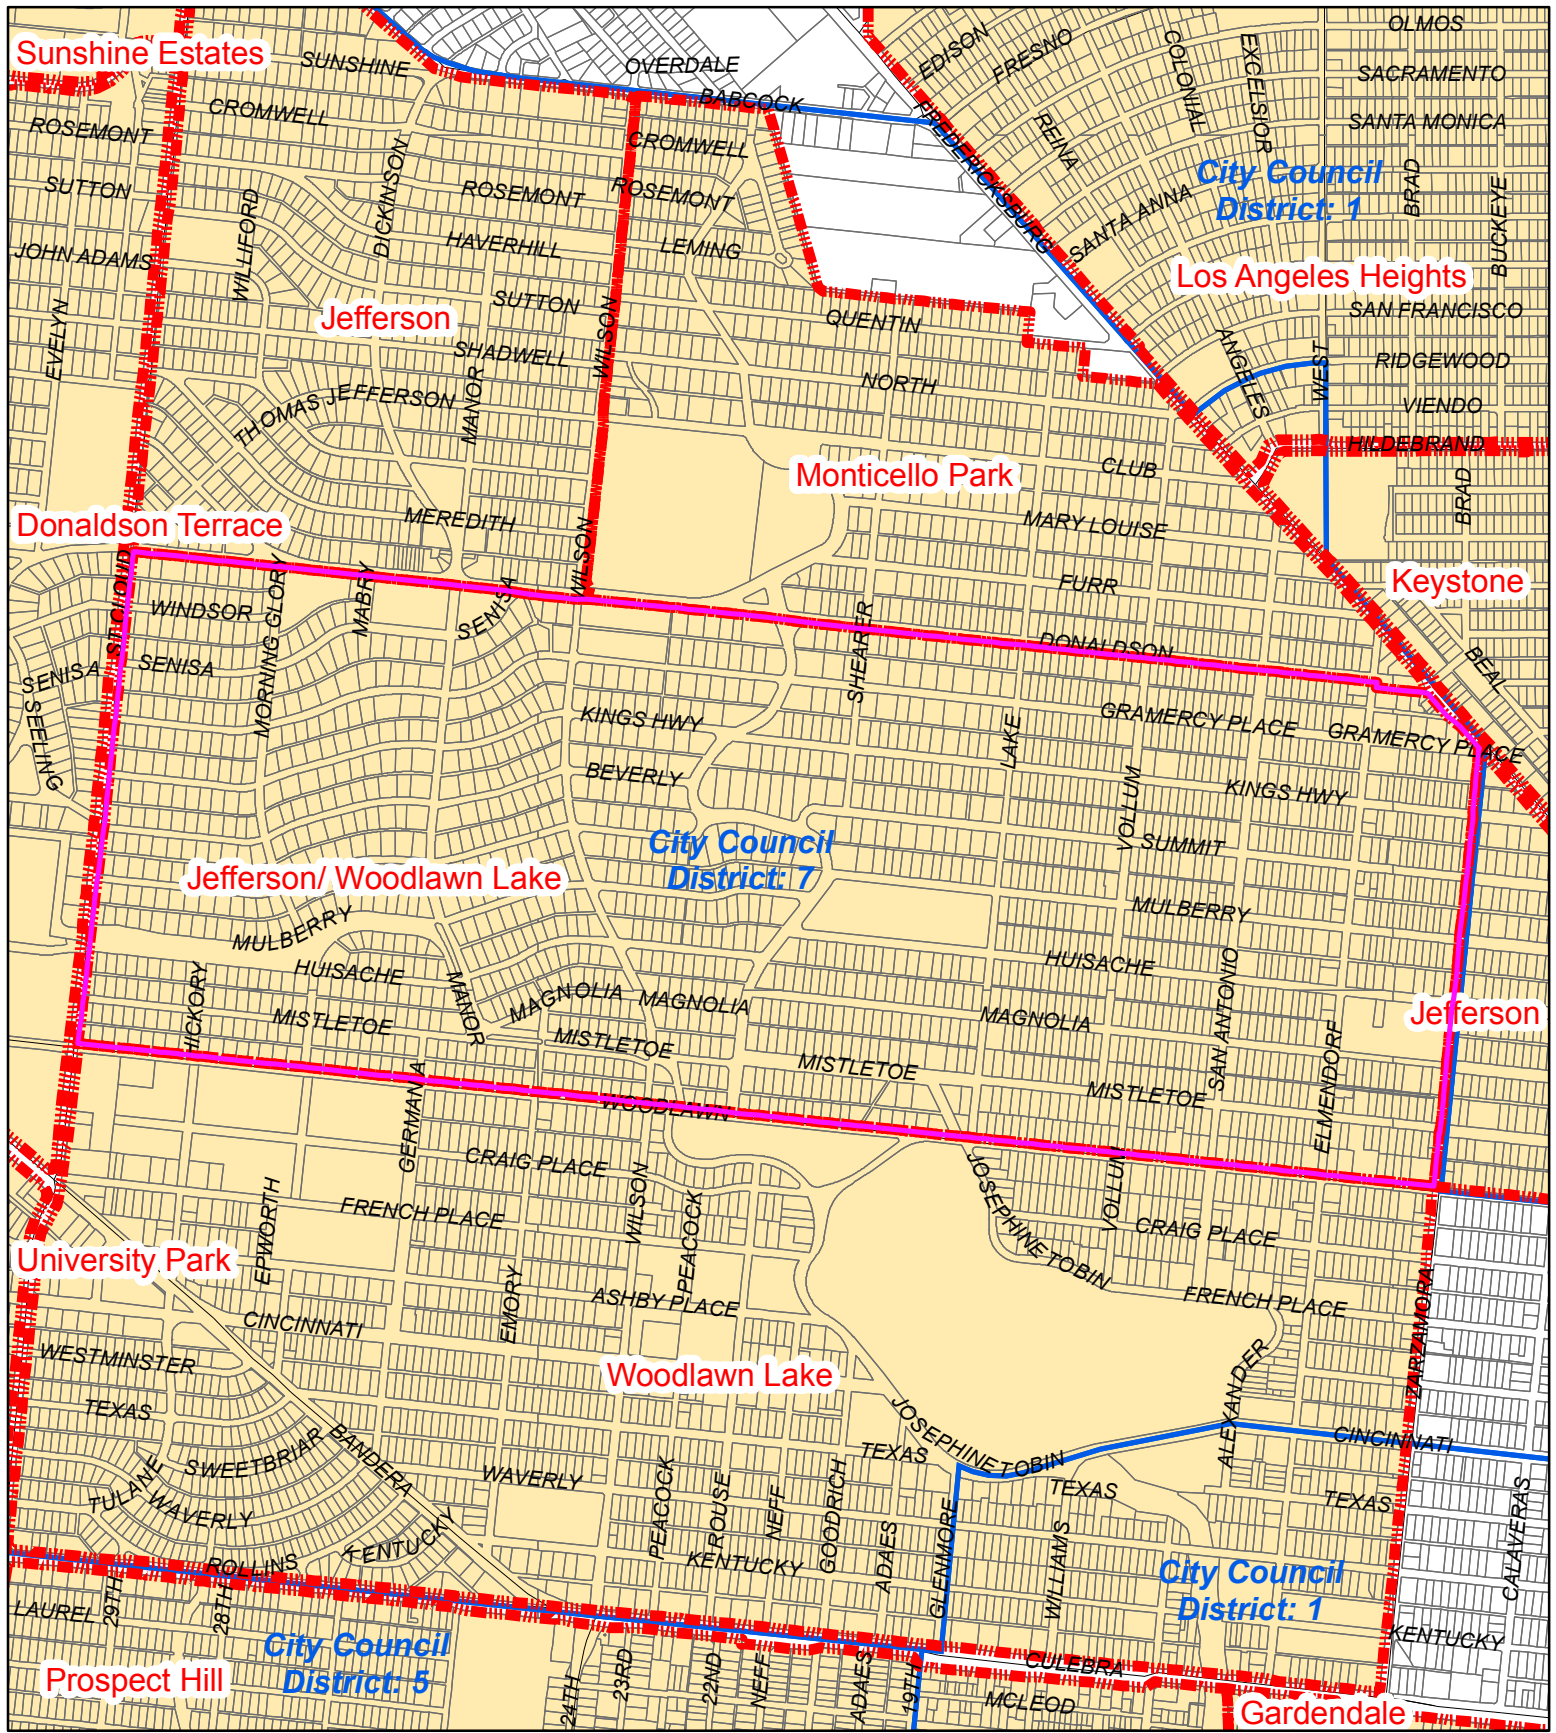 OLMOS
EDISON
FRESNO
COLONIAL
EXCELSIOR
Sunshine Estates
SUNSHINE
OVERDALE
SACRAMENTO
BABCOCK
CROMWELL
FREDERICKSBURG
REINA
SANTA MONICA
ROSEMONT
DICKINSON
CROMWELL
City Council
District: 1
BRAD
SUTTON
WILLIFORD
ROSEMONT
ROSEMONT
SANTA ANNA
BUCKEYE
JOHN ADAMS
HAVERHILL
LEMING
Los Angeles Heights
SUTTON
SAN FRANCISCO
Jefferson
WILSON
QUENTIN
EVELYN
SHADWELL
ANGELES
WEST
RIDGEWOOD
THOMAS JEFFERSON
MANOR
NORTH
VIENDO
HILDEBRAND
Monticello Park
CLUB
BRAD
MEREDITH
MARY LOUISE
Donaldson Terrace
WILSON
FURR
Keystone
ST CLOUD
WINDSOR
MORNING GLORY
MABRY
SENISA
SHEARER
DONALDSON
BEAL
SENISA
SENISA
SEELING
KINGS HWY
LAKE
GRAMERCY PLACE
GRAMERCY PLACE
BEVERLY
VOLLUM
KINGS HWY
City Council
District: 7
SUMMIT
Jefferson/ Woodlawn Lake
MULBERRY
MULBERRY
HUISACHE
HUISACHE
HICKORY
MANOR
MAGNOLIA
MAGNOLIA
MAGNOLIA
SAN ANTONIO
Jefferson
MISTLETOE
MISTLETOE
MISTLETOE
MISTLETOE
ELMENDORF
WOODLAWN
GERMANIA
CRAIG PLACE
JOSEPHINE TOBIN
VOLLUM
CRAIG PLACE
EPWORTH
FRENCH PLACE
WILSON
PEACOCK
University Park
FRENCH PLACE
CINCINNATI
EMORY
ASHBY PLACE
ZARZAMORA
WESTMINSTER
Woodlawn Lake
ALEXANDER
TEXAS
BANDERA
JOSEPHINE TOBIN
CINCINNATI
SWEETBRIAR
TEXAS
TULANE
WAVERLY
WAVERLY
PEACOCK
ROUSE
NEFF
GOODRICH
TEXAS
TEXAS
CALAVERAS
KENTUCKY
ADAES
GLENMORE
WILLIAMS
ROLLINS
KENTUCKY
City Council
District: 1
LAUREL
29TH
28TH
KENTUCKY
City Council
District: 5
CULEBRA
Prospect Hill
24TH
23RD
22ND
NEFF
ADAES
19TH
MCLEOD
Gardendale